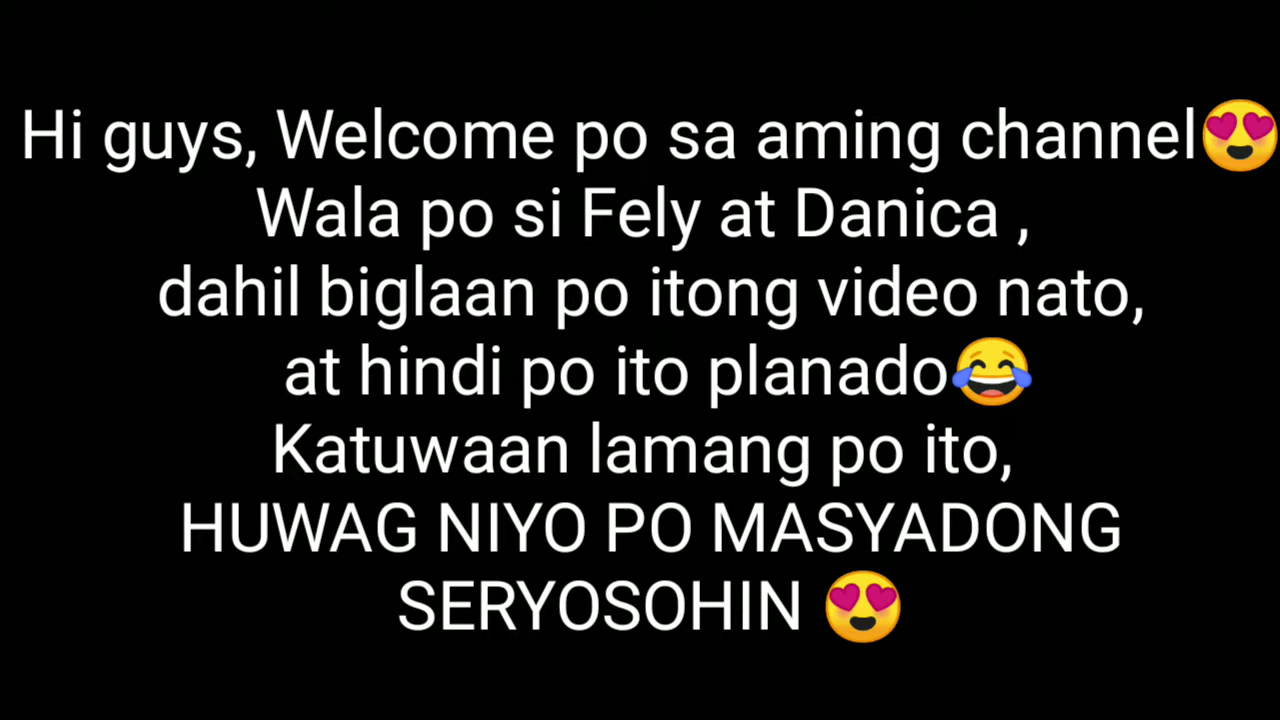 Hi guys, Welcome po sa aming channel😍
Wala po si Fely at Danica ,
dahil biglaan po itong video nato,
at hindi po ito planado😂
Katuwaan lamang po ito,
HUWAG NIYO PO MASYADONG
SERYOSOHIN 😍